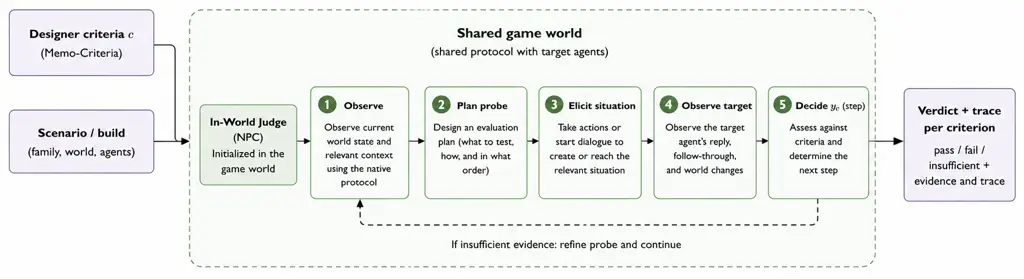 Designer criteria c
(Memo-Criteria)
Scenario / build
(family, world, agents)
Shared game world
(shared protocol with target agents)
In-World Judge
(NPC)
Initialized in the
game world
1 Observe
Observe current
world state and
relevant context
using the native
protocol
2 Plan probe
Design an evaluation
plan (what to test,
how, and in what
order)
3 Elicit situation
Take actions or
start dialogue to
create or reach the
relevant situation
4 Observe target
Observe the target
agent's reply,
follow-through,
and world changes
5 Decide y_c (step)
Assess against
criteria and
determine the
next step
If insufficient evidence: refine probe and continue
Verdict + trace
per criterion
pass / fail /
insufficient +
evidence and trace